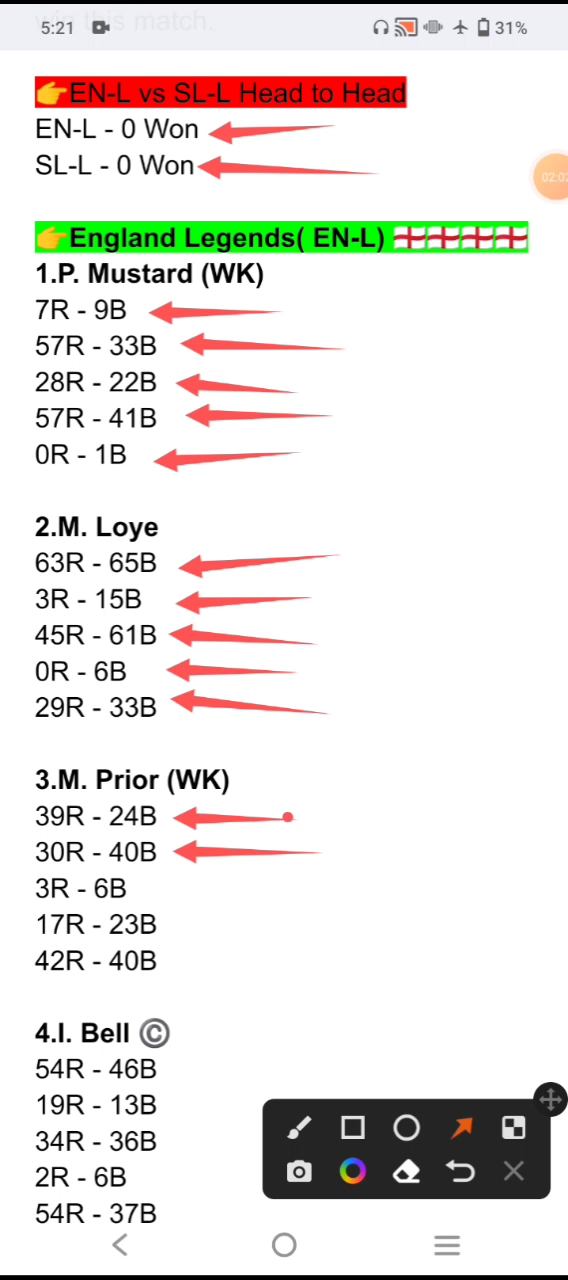 win this match.
5:21
31%
👉EN-L vs SL-L Head to Head
EN-L - 0 Won
SL-L - 0 Won
02:02
👉England Legends( EN-L) 🏴󠁧󠁢󠁥󠁮󠁧󠁿🏴󠁧󠁢󠁥󠁮󠁧󠁿🏴󠁧󠁢󠁥󠁮󠁧󠁿🏴󠁧󠁢󠁥󠁮󠁧󠁿
1.P. Mustard (WK)
7R - 9B
57R - 33B
28R - 22B
57R - 41B
0R - 1B
2.M. Loye
63R - 65B
3R - 15B
45R - 61B
0R - 6B
29R - 33B
3.M. Prior (WK)
39R - 24B
30R - 40B
3R - 6B
17R - 23B
42R - 40B
4.I. Bell ©
54R - 46B
19R - 13B
34R - 36B
2R - 6B
54R - 37B